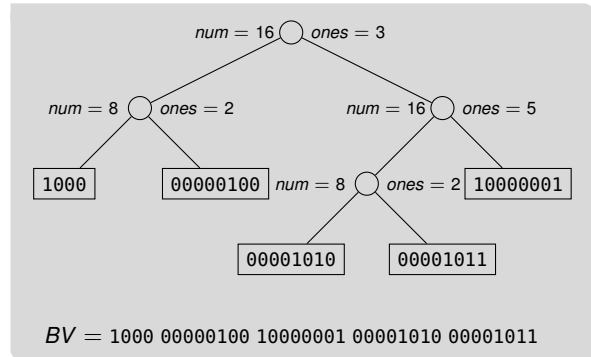 num = 16 ones = 3
num = 8 ones = 2 num = 16 ones = 5
1000 00000100 num = 8 ones = 2 10000001
00001010 00001011
BV = 1000 00000100 10000001 00001010 00001011